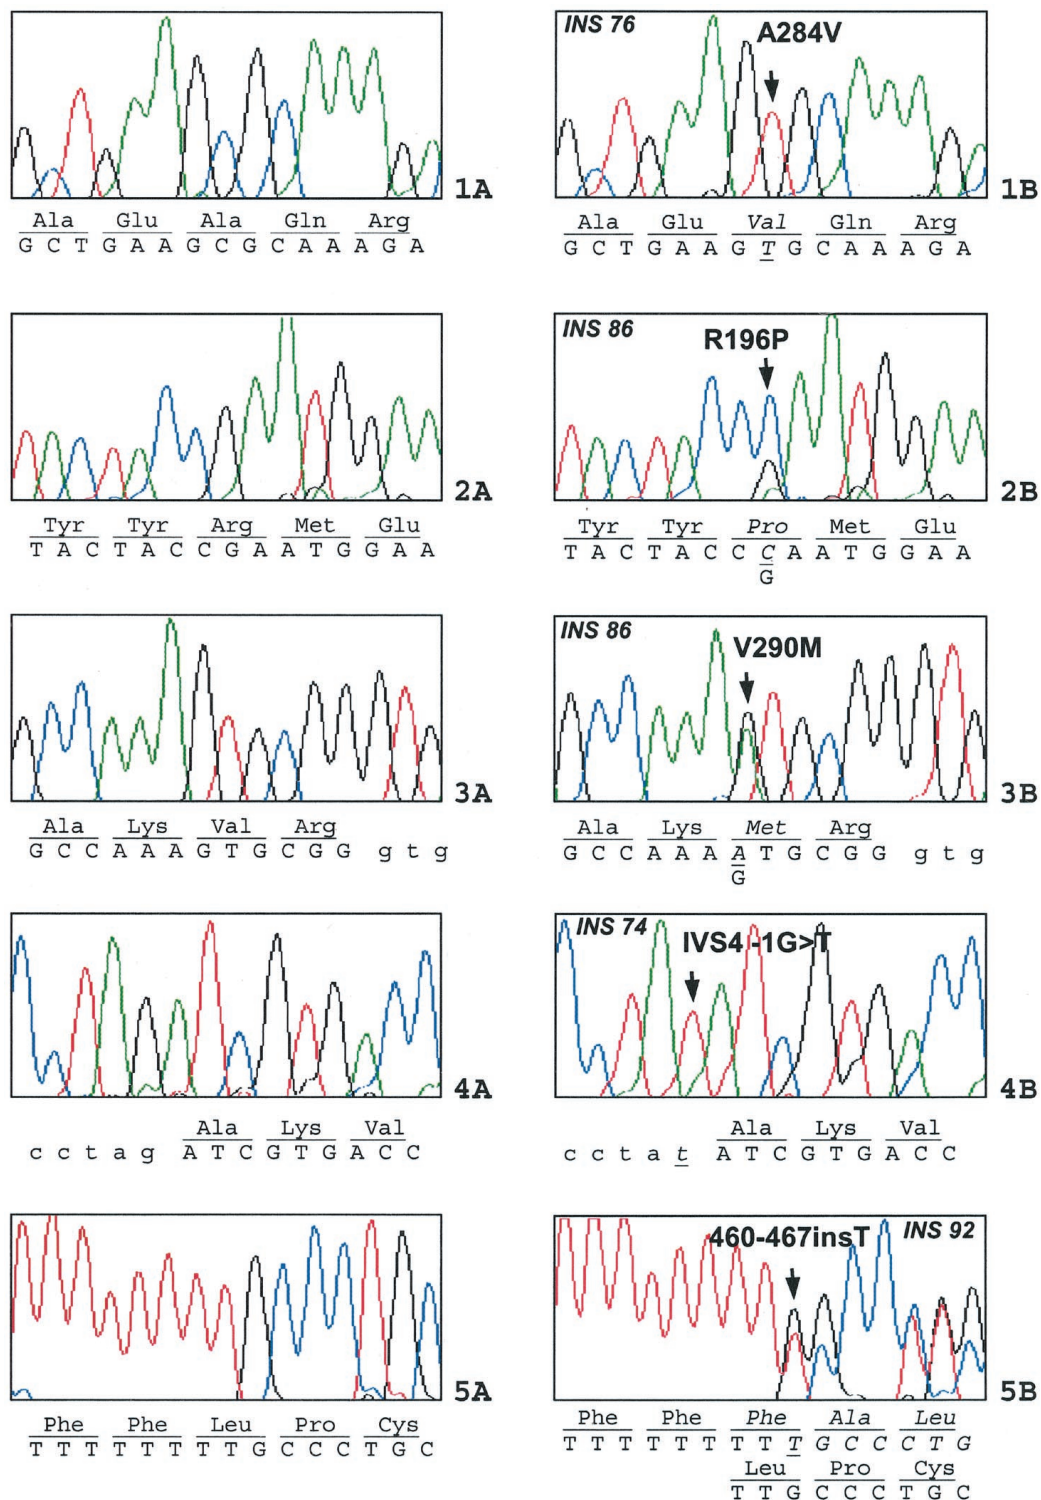 INS 76
A284V
1A
1B
Ala Glu Ala Gln Arg
G C T G A A G C G C A A A G A
Ala Glu Val Gln Arg
G C T G A A G T G C A A A G A
INS 86
R196P
2A
2B
Tyr Tyr Arg Met Glu
T A C T A C C G A A T G G A A
Tyr Tyr Pro Met Glu
T A C T A C C C A A T G G A A
G
INS 86
V290M
3A
3B
Ala Lys Val Arg
G C C A A A G T G C G G g t g
Ala Lys Met Arg
G C C A A A A T G C G G g t g
G
INS 74
IVS4 -1G>T
4A
4B
Ala Lys Val
c c t a g A T C G T G A C C
Ala Lys Val
c c t a t A T C G T G A C C
460-467insT
INS 92
5A
5B
Phe Phe Leu Pro Cys
T T T T T T T T G C C C T G C
Phe Phe Phe Ala Leu
T T T T T T T T T G C C C T G
Leu Pro Cys
T T G C C C T G C